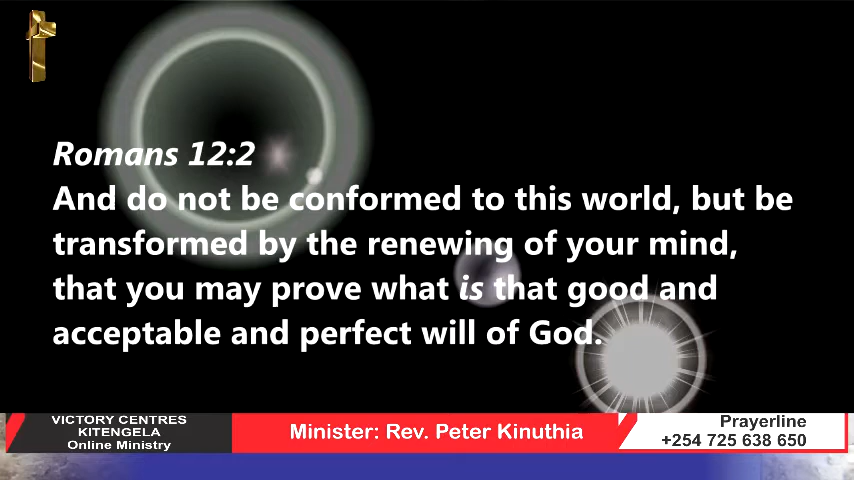 Romans 12:2
And do not be conformed to this world, but be
transformed by the renewing of your mind,
that you may prove what is that good and
acceptable and perfect will of God.
VICTORY CENTRES
KITENGELA
Online Ministry
Minister: Rev. Peter Kinuthia
Prayerline
+254 725 638 650